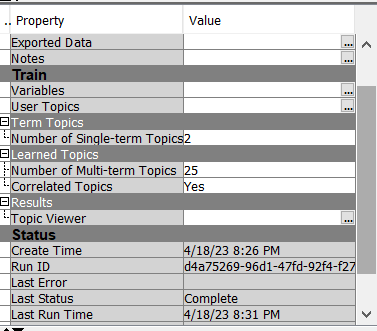 .. Property Value
Exported Data ...
Notes ...
Train
Variables ...
User Topics ...
Term Topics
Number of Single-term Topics 2
Learned Topics
Number of Multi-term Topics 25
Correlated Topics Yes
Results
Topic Viewer ...
Status
Create Time 4/18/23 8:26 PM
Run ID d4a75269-96d1-47fd-92f4-f27
Last Error
Last Status Complete
Last Run Time 4/18/23 8:31 PM